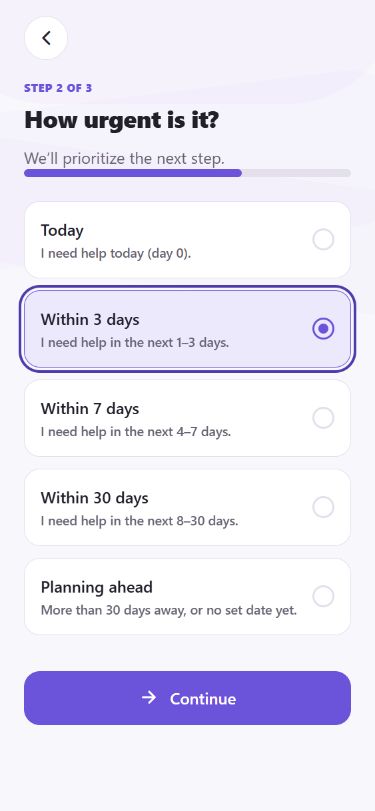 STEP 2 OF 3
How urgent is it?
We’ll prioritize the next step.
Today
I need help today (day 0).
Within 3 days
I need help in the next 1–3 days.
Within 7 days
I need help in the next 4–7 days.
Within 30 days
I need help in the next 8–30 days.
Planning ahead
More than 30 days away, or no set date yet.
Continue